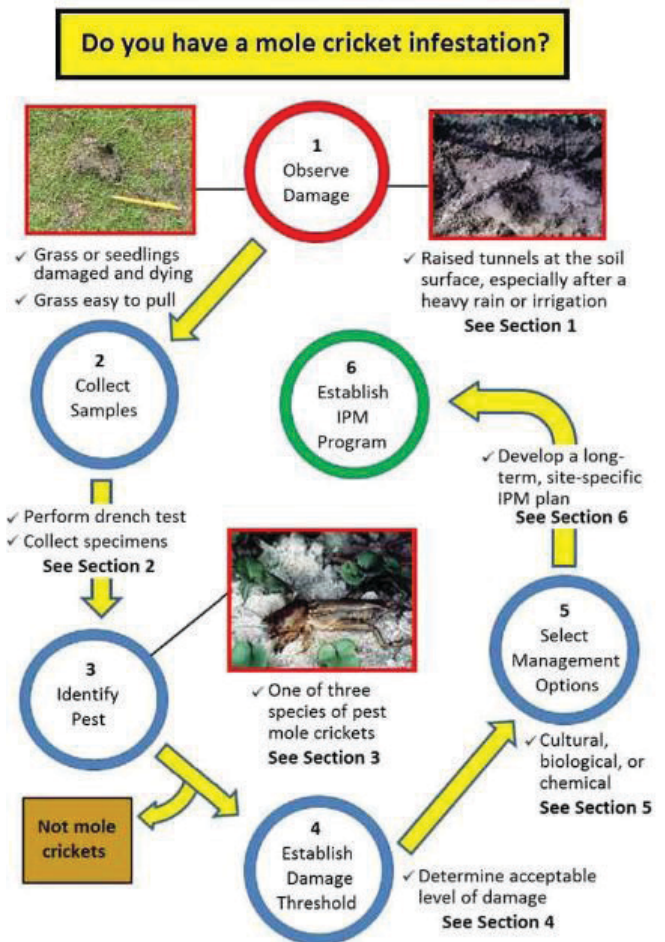 Do you have a mole cricket infestation?
1
Observe
Damage
✓ Grass or seedlings
damaged and dying
✓ Grass easy to pull
✓ Raised tunnels at the soil
surface, especially after a
heavy rain or irrigation
See Section 1
2
Collect
Samples
✓ Perform drench test
✓ Collect specimens
See Section 2
3
Identify
Pest
✓ One of three
species of pest
mole crickets
See Section 3
Not mole
crickets
4
Establish
Damage
Threshold
✓ Determine acceptable
level of damage
See Section 4
5
Select
Management
Options
✓ Cultural,
biological, or
chemical
See Section 5
✓ Develop a long-
term, site-specific
IPM plan
See Section 6
6
Establish
IPM
Program